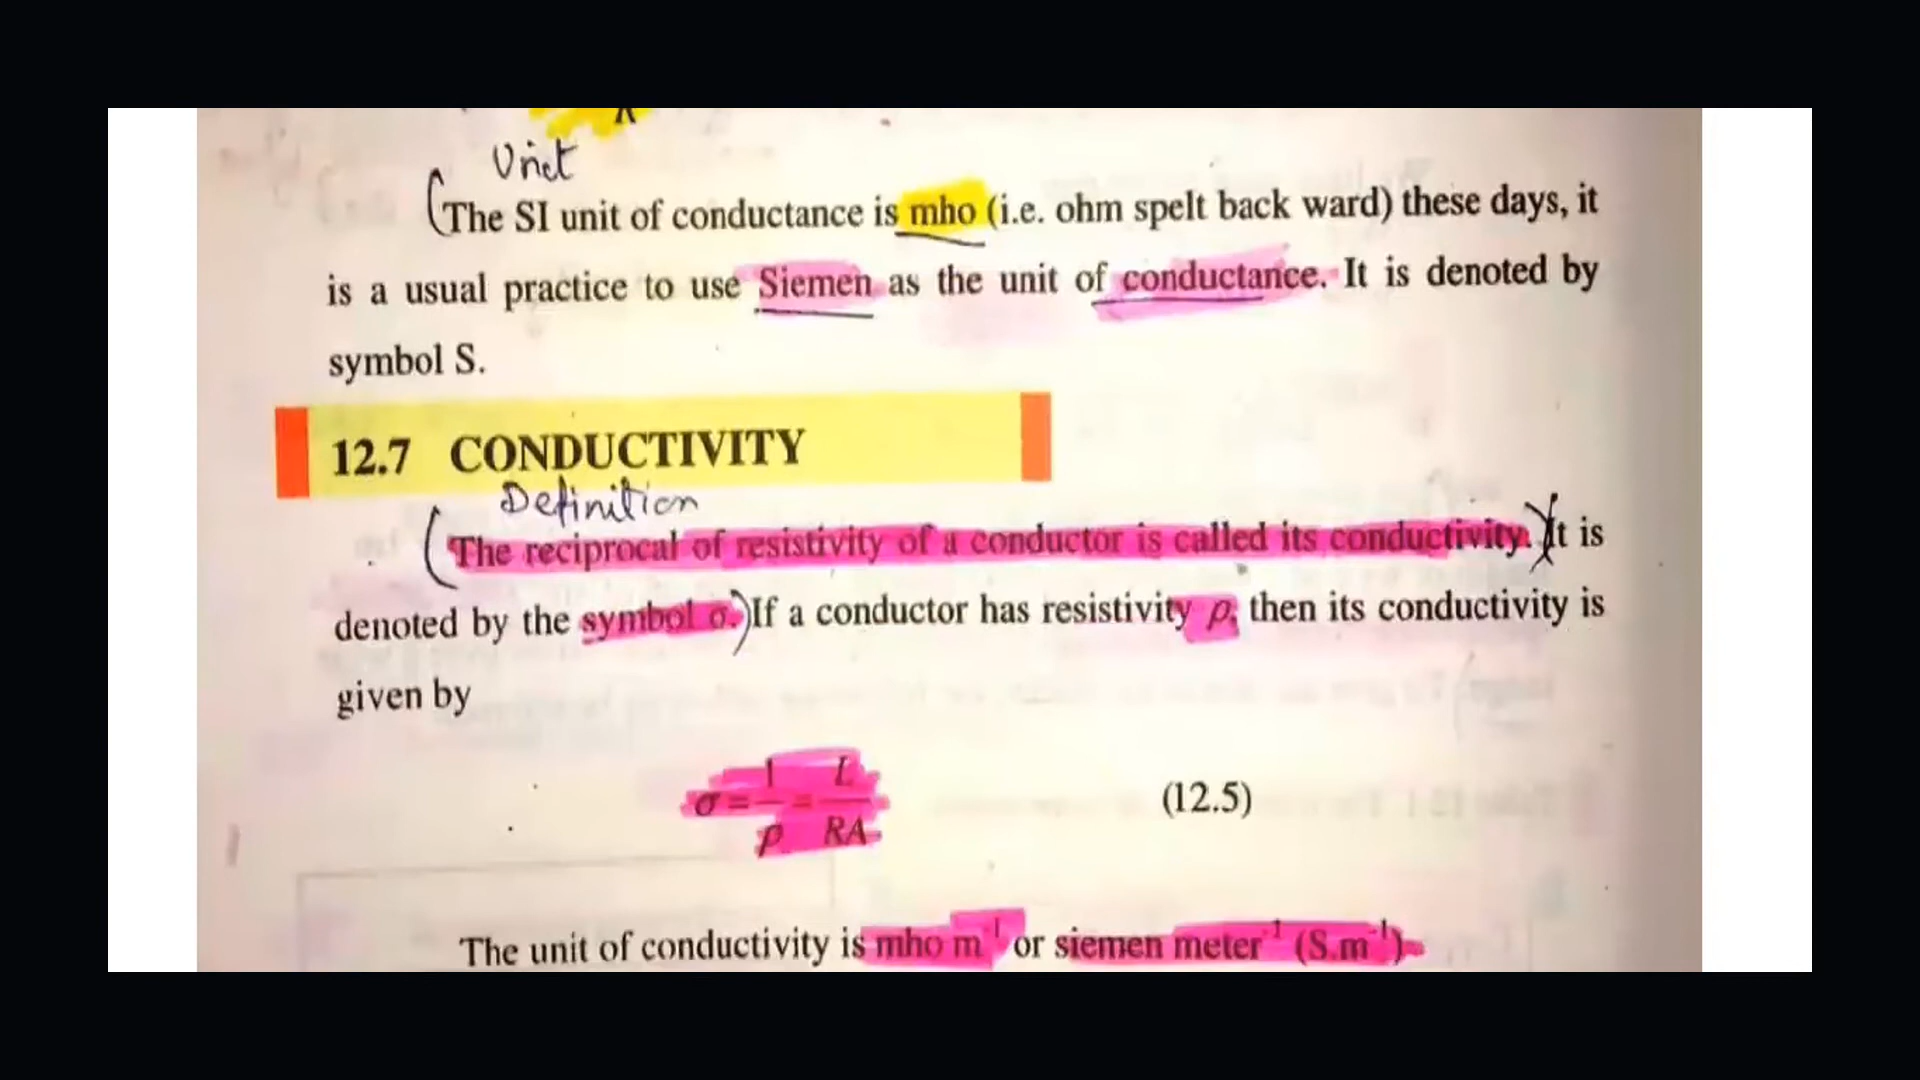 Unit
The SI unit of conductance is mho (i.e. ohm spelt back ward) these days, it
is a usual practice to use Siemen as the unit of conductance. It is denoted by
symbol S.
12.7 CONDUCTIVITY
Definition
(The reciprocal of resistivity of a conductor is called its conductivity.) It is
denoted by the symbol σ.) If a conductor has resistivity ρ, then its conductivity is
given by
σ = 1/ρ = L/RA (12.5)
The unit of conductivity is mho m⁻¹ or siemen meter⁻¹ (S.m⁻¹)